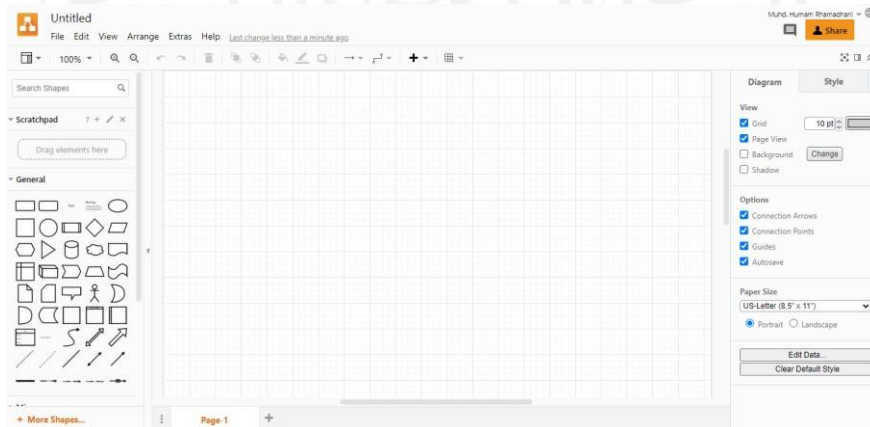 Untitled
Muhd. Humam Rhamadhani
File Edit View Arrange Extras Help Last change less than a minute ago
Share
100%
Search Shapes
Scratchpad
? +
Drag elements here
General
+ More Shapes...
Page-1
Diagram Style
View
Grid 10 pt
Page View
Background Change
Shadow
Options
Connection Arrows
Connection Points
Guides
Autosave
Paper Size
US-Letter (8,5" x 11")
Portrait Landscape
Edit Data...
Clear Default Style